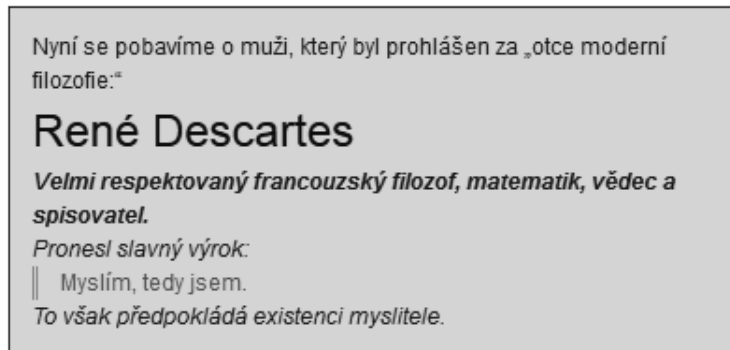 Nyní se pobavíme o muži, který byl prohlášen za „otce moderní
filozofie:“
René Descartes
Velmi respektovaný francouzský filozof, matematik, vědec a
spisovatel.
Pronesl slavný výrok:
Myslím, tedy jsem.
To však předpokládá existenci myslitele.